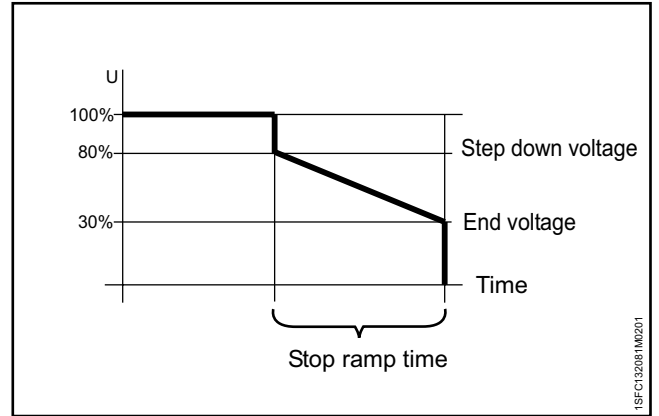 U
100%
80%
Step down voltage
30%
End voltage
Time
Stop ramp time
1SFC132081M0201